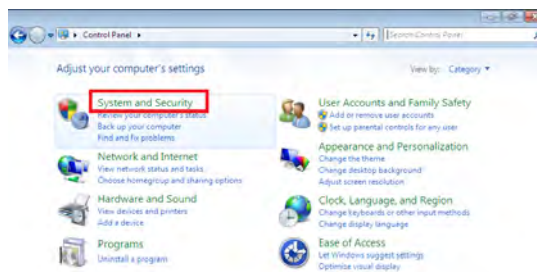 Control Panel
Search Control Panel
Adjust your computer's settings
View by: Category
System and Security
Review your computer's status
Back up your computer
Find and fix problems
Network and Internet
View network status and tasks
Choose homegroup and sharing options
Hardware and Sound
View devices and printers
Add a device
Programs
Uninstall a program
User Accounts and Family Safety
Add or remove user accounts
Set up parental controls for any user
Appearance and Personalization
Change the theme
Change desktop background
Adjust screen resolution
Clock, Language, and Region
Change keyboards or other input methods
Change display language
Ease of Access
Let Windows suggest settings
Optimize visual display